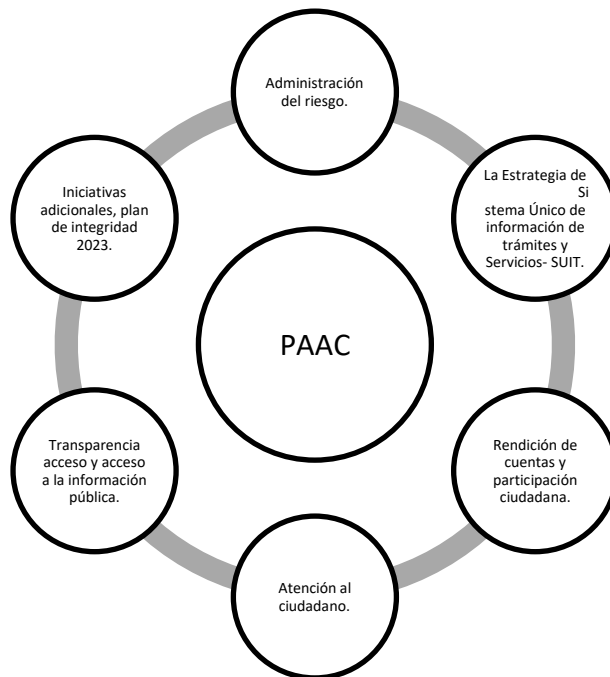 Administración
del riesgo.
La Estrategia de
Si
stema Único de
información de
trámites y
Servicios- SUIT.
Rendición de
cuentas y
participación
ciudadana.
Atención al
ciudadano.
Transparencia
acceso y acceso
a la información
pública.
Iniciativas
adicionales, plan
de integridad
2023.
PAAC